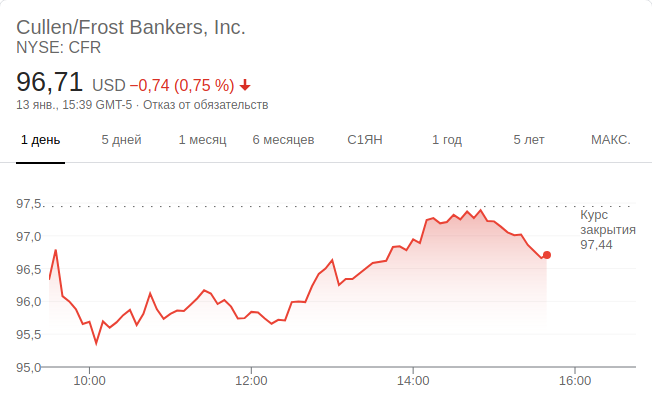 Cullen/Frost Bankers, Inc.
NYSE: CFR
96,71 USD −0,74 (0,75 %)
13 янв., 15:39 GMT-5 · Отказ от обязательств
1 день 5 дней 1 месяц 6 месяцев С1ЯН 1 год 5 лет МАКС.
97,5
Курс
закрытия
97,44
97,0
96,5
96,0
95,5
95,0
10:00 12:00 14:00 16:00